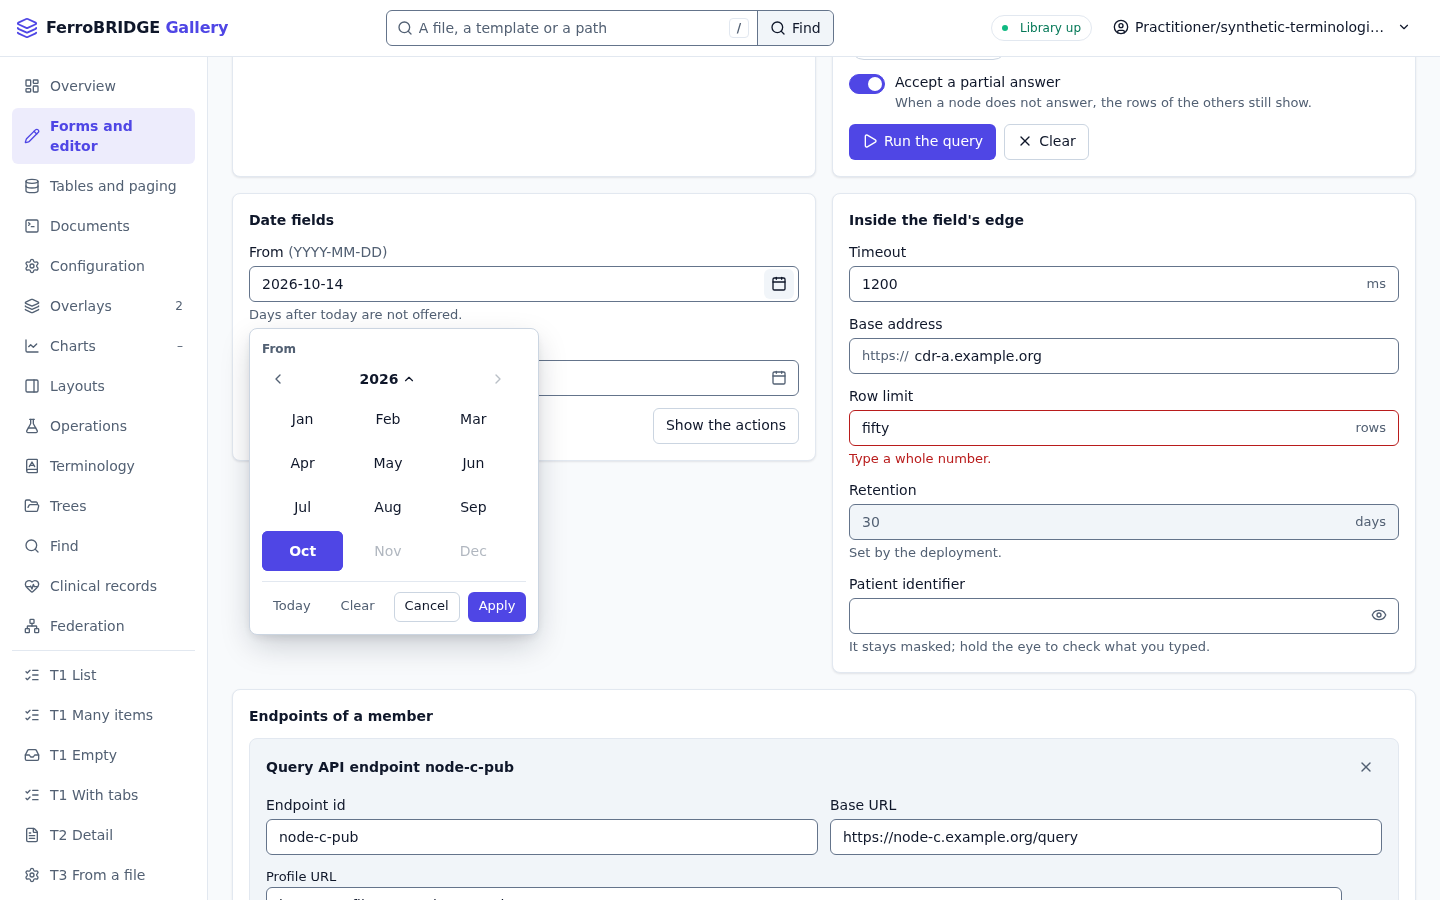 FerroBRIDGE Gallery
A file, a template or a path
/
Find
Library up
Practitioner/synthetic-terminologi…
Overview
Forms and editor
Tables and paging
Documents
Configuration
Overlays 2
Charts –
Layouts
Operations
Terminology
Trees
Find
Clinical records
Federation
T1 List
T1 Many items
T1 Empty
T1 With tabs
T2 Detail
T3 From a file
Accept a partial answer
When a node does not answer, the rows of the others still show.
Run the query
Clear
Date fields
From (YYYY-MM-DD)
2026-10-14
Days after today are not offered.
From
2026
Jan Feb Mar
Apr May Jun
Jul Aug Sep
Oct Nov Dec
Today Clear Cancel Apply
Show the actions
Inside the field's edge
Timeout
1200 ms
Base address
https:// cdr-a.example.org
Row limit
fifty rows
Type a whole number.
Retention
30 days
Set by the deployment.
Patient identifier
It stays masked; hold the eye to check what you typed.
Endpoints of a member
Query API endpoint node-c-pub
Endpoint id
node-c-pub
Base URL
https://node-c.example.org/query
Profile URL